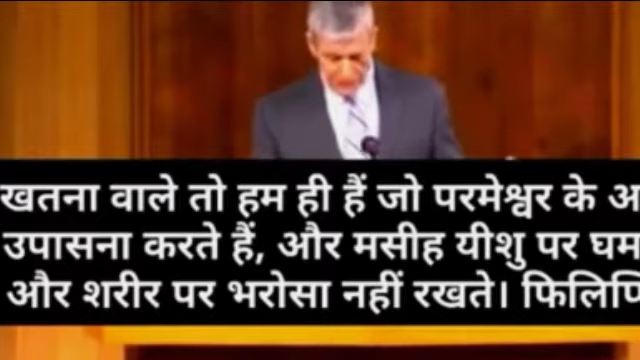 खतना वाले तो हम ही हैं जो परमेश्वर के
उपासना करते हैं, और मसीह यीशु पर
और शरीर पर भरोसा नहीं रखते।